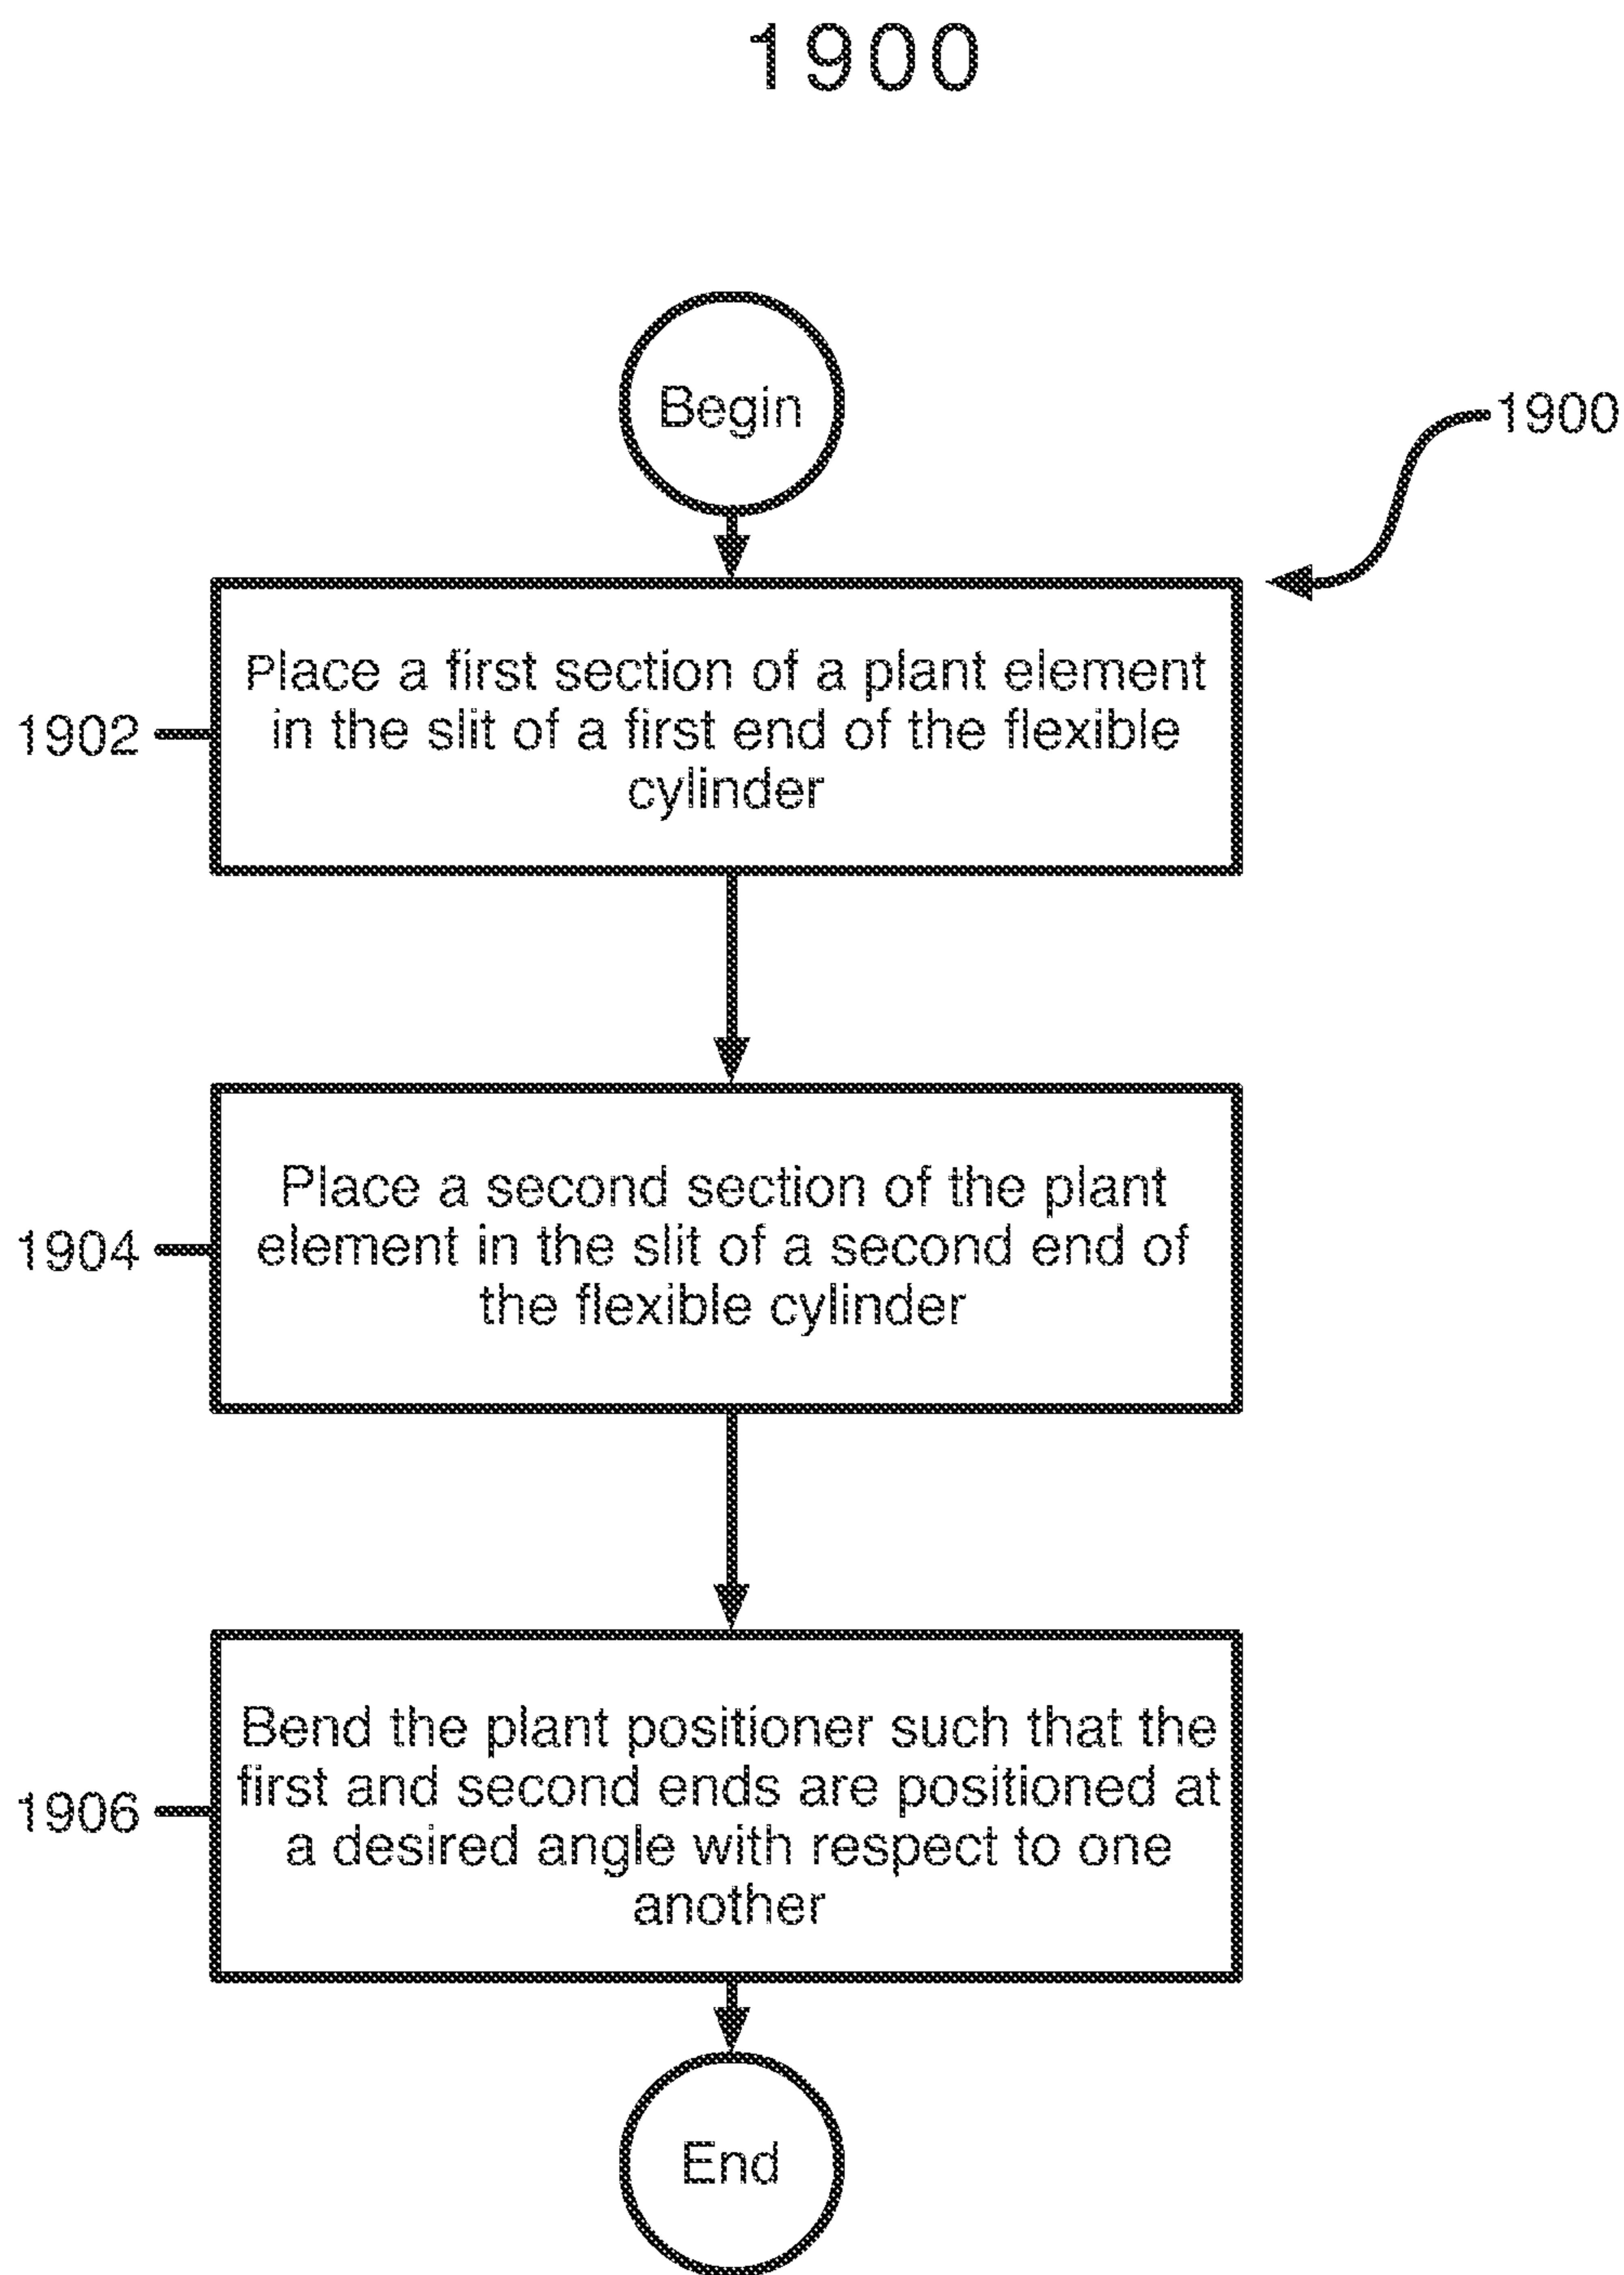 1900
Begin
1900
Place a first section of a plant element
in the slit of a first end of the flexible
cylinder
1902
Place a second section of the plant
element in the slit of a second end of
the flexible cylinder
1904
Bend the plant positioner such that the
first and second ends are positioned at
a desired angle with respect to one
another
1906
End